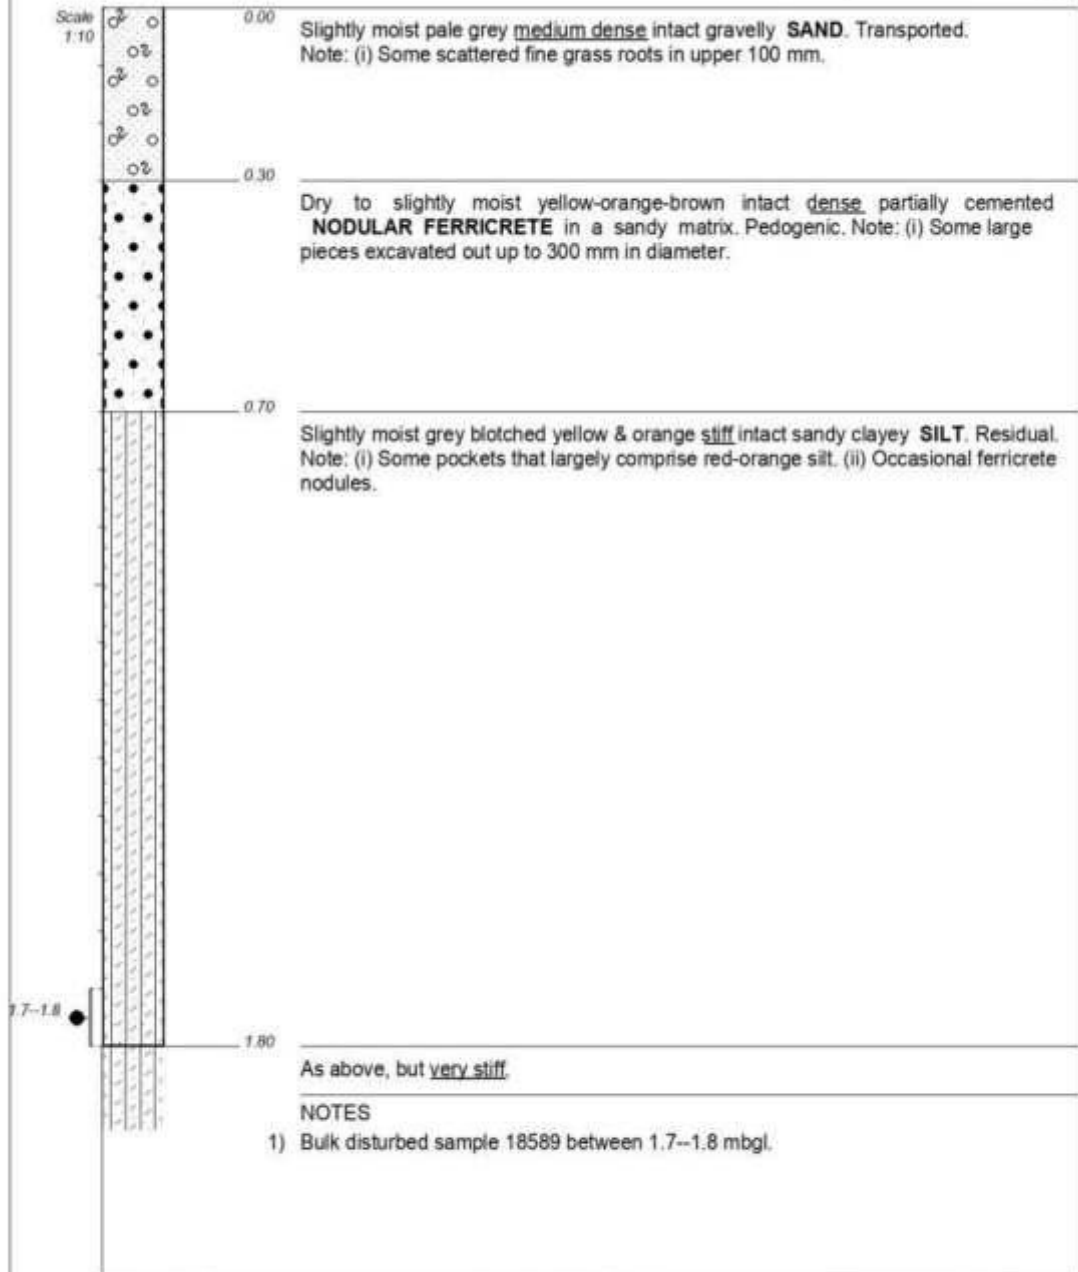 Scale
1:10
0.00
Slightly moist pale grey medium dense intact gravelly SAND. Transported.
Note: (i) Some scattered fine grass roots in upper 100 mm.
0.30
Dry to slightly moist yellow-orange-brown intact dense partially cemented
NODULAR FERRICRETE in a sandy matrix. Pedogenic. Note: (i) Some large
pieces excavated out up to 300 mm in diameter.
0.70
Slightly moist grey blotched yellow & orange stiff intact sandy clayey SILT. Residual.
Note: (i) Some pockets that largely comprise red-orange silt. (ii) Occasional ferricrete
nodules.
1.7--1.8
1.80
As above, but very stiff.
NOTES
1) Bulk disturbed sample 18589 between 1.7--1.8 mbgl.